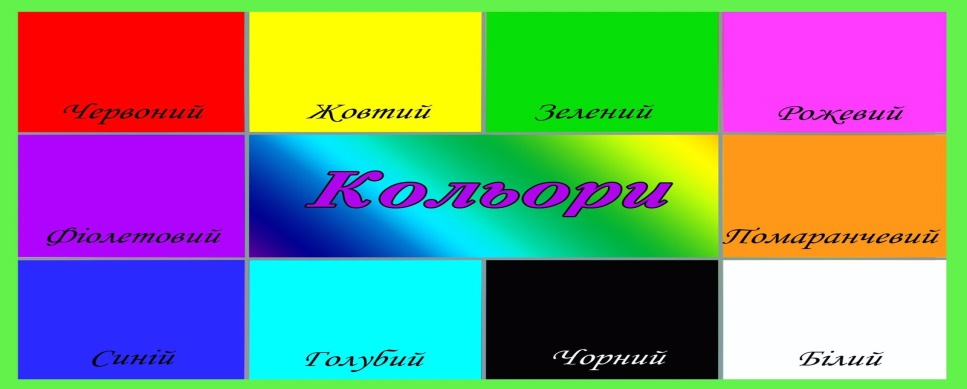 Червоний
Жовтий
Зелений
Рожевий
Фіолетовий
Кольори
Помаранчевий
Синій
Голубий
Чорний
Білий